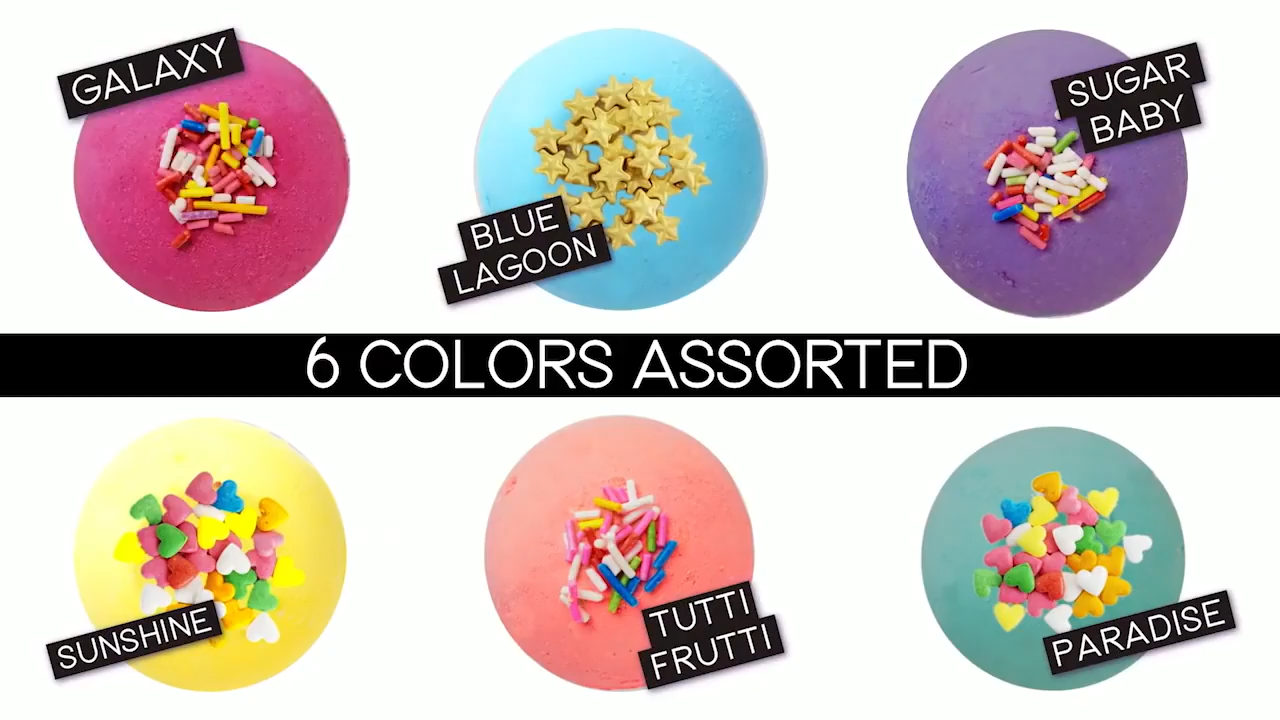 GALAXY
BLUE
LAGOON
SUGAR
BABY
6 COLORS ASSORTED
SUNSHINE
TUTTI
FRUTTI
PARADISE